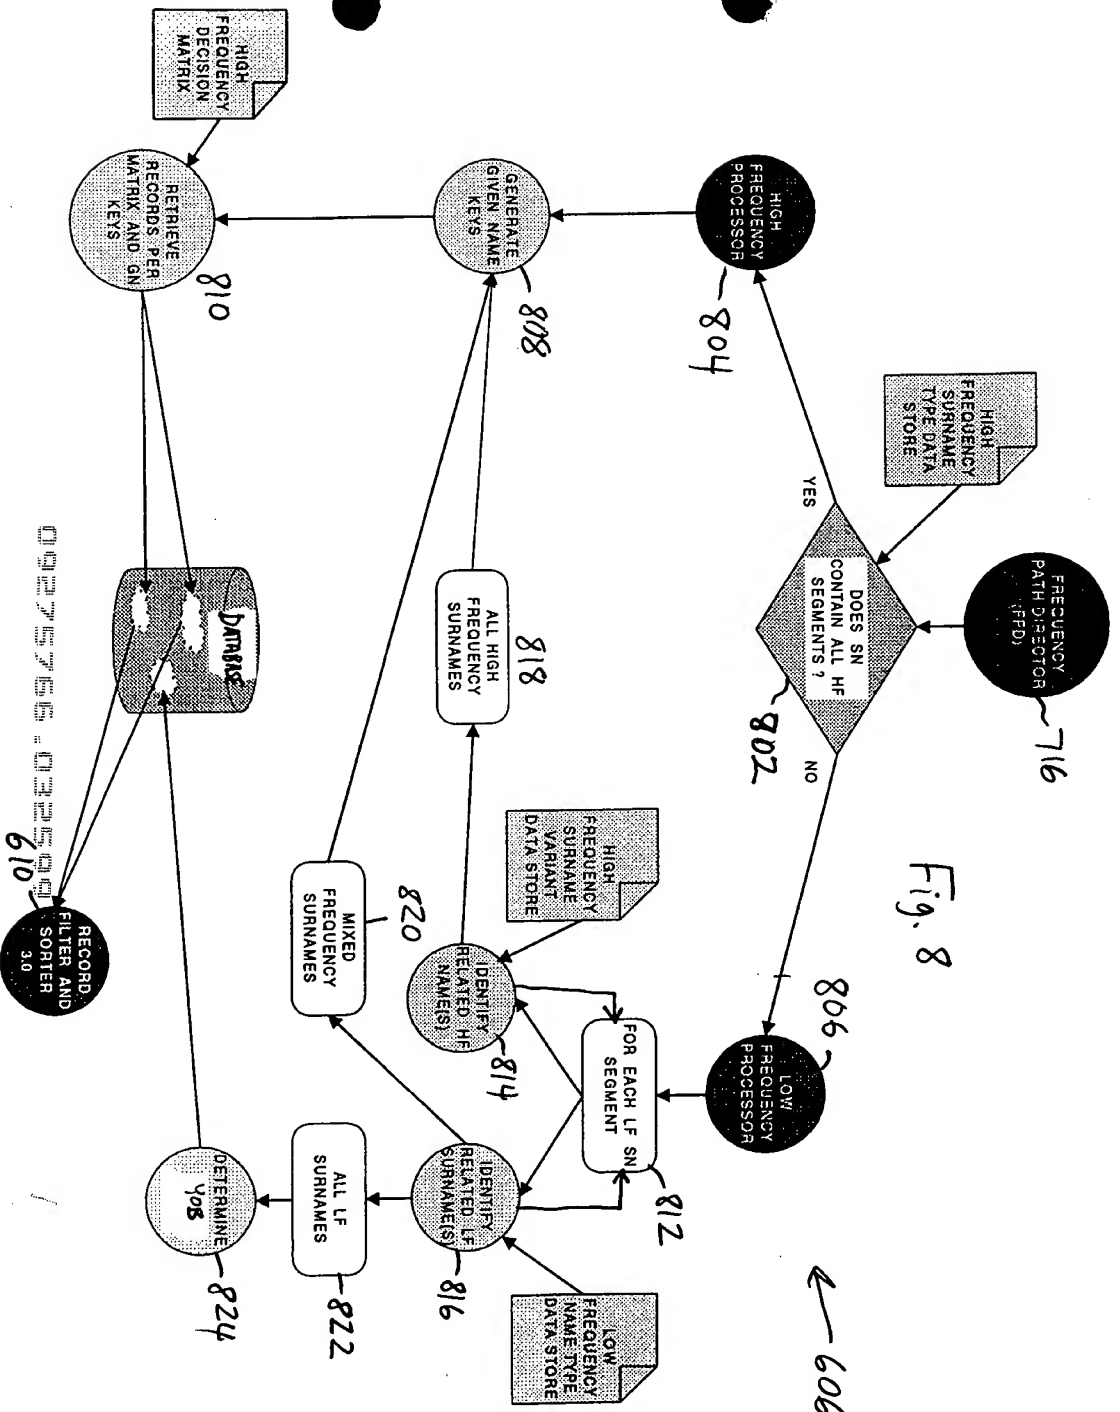 Fig. 8
606
FREQUENCY
PATH DIRECTOR
(FPD)
716
HIGH
FREQUENCY
SURNAME
TYPE DATA
STORE
DOES SN
CONTAIN ALL HF
SEGMENTS ?
802
YES
NO
HIGH
FREQUENCY
PROCESSOR
804
LOW
FREQUENCY
PROCESSOR
806
FOR EACH LF SN
SEGMENT
812
HIGH
FREQUENCY
SURNAME
VARIANT
DATA STORE
IDENTIFY
RELATED HF
NAME(S)
814
IDENTIFY
RELATED LF
SURNAME(S)
816
LOW
FREQUENCY
NAME TYPE
DATA STORE
GENERATE
GIVEN NAME
KEYS
808
ALL HIGH
FREQUENCY
SURNAMES
818
MIXED
FREQUENCY
SURNAMES
820
ALL LF
SURNAMES
822
HIGH
FREQUENCY
DECISION
MATRIX
RETRIEVE
RECORDS PER
MATRIX AND GN
KEYS
810
DATABASE
DETERMINE
YOB
824
RECORD
FILTER AND
SORTER
3.0
610
09275766.032599